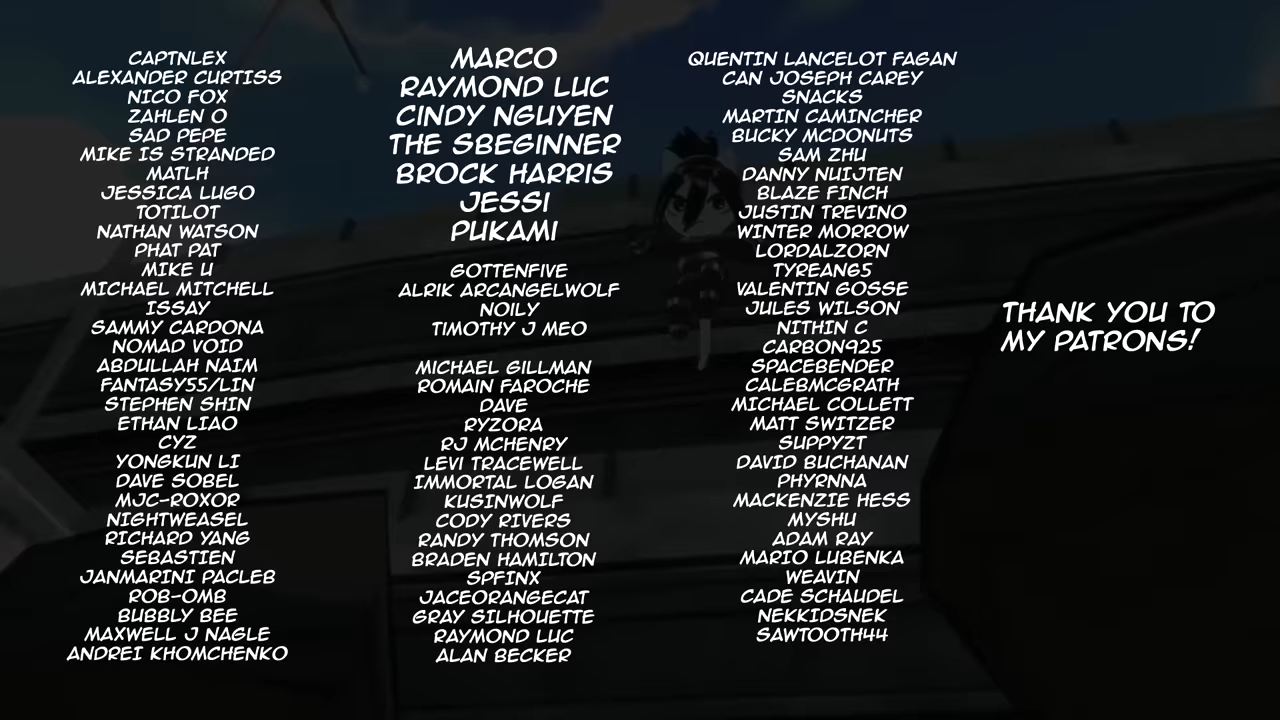 CAPTNLEX
ALEXANDER CURTISS
NICO FOX
ZAHLEN O
SAD PEPE
MIKE IS STRANDED
MATLH
JESSICA LUGO
TOTILOT
NATHAN WATSON
PHAT PAT
MIKE U
MICHAEL MITCHELL
ISSAY
SAMMY CARDONA
NOMAD VOID
ABDULLAH NAIM
FANTASY55/LIN
STEPHEN SHIN
ETHAN LIAO
CYZ
YONGKUN LI
DAVE SOBEL
MJC-ROXOR
NIGHTWEASEL
RICHARD YANG
SEBASTIEN
JANMARINI PACLEB
ROB-OMB
BUBBLY BEE
MAXWELL J NAGLE
ANDREI KHOMCHENKO
MARCO
RAYMOND LUC
CINDY NGUYEN
THE SBEGINNER
BROCK HARRIS
JESSI
PUKAMI
GOTTENFIVE
ALRIK ARCANGELWOLF
NOILY
TIMOTHY J MEO
MICHAEL GILLMAN
ROMAIN FAROCHE
DAVE
RYZORA
RJ MCHENRY
LEVI TRACEWELL
IMMORTAL LOGAN
KUSINWOLF
CODY RIVERS
RANDY THOMSON
BRADEN HAMILTON
SPFINX
JACEORANGECAT
GRAY SILHOUETTE
RAYMOND LUC
ALAN BECKER
QUENTIN LANCELOT FAGAN
CAN JOSEPH CAREY
SNACKS
MARTIN CAMINCHER
BUCKY MCDONUTS
SAM ZHU
DANNY NUIJTEN
BLAZE FINCH
JUSTIN TREVINO
WINTER MORROW
LORDALZORN
TYREAN65
VALENTIN GOSSE
JULES WILSON
NITHIN C
CARBON925
SPACEBENDER
CALEBMCGRATH
MICHAEL COLLETT
MATT SWITZER
SUPPYZT
DAVID BUCHANAN
PHYRNNA
MACKENZIE HESS
MYSHU
ADAM RAY
MARIO LUBENKA
WEAVIN
CADE SCHAUDEL
NEKKIDSNEK
SAWTOOTH44
THANK YOU TO
MY PATRONS!